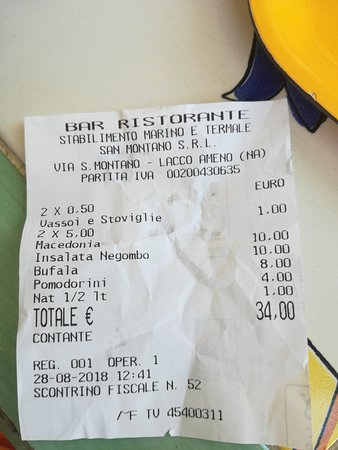 BAR RISTORANTE
STABILIMENTO MARINO E TERMALE
SAN MONTANO S.R.L.
VIA S.MONTANO - LACCO AMENO (NA)
PARTITA IVA 00200430635
EURO
2 X 0,50
Vassoi e Stoviglie 1,00
2 X 5,00
Macedonia 10,00
Insalata Negombo 10,00
Bufala 8,00
Pomodorini 4,00
Nat 1/2 lt 1,00
TOTALE € 34,00
CONTANTE
REG. 001 OPER. 1
28-08-2018 12:41
SCONTRINO FISCALE N. 52
MF TV 45400311